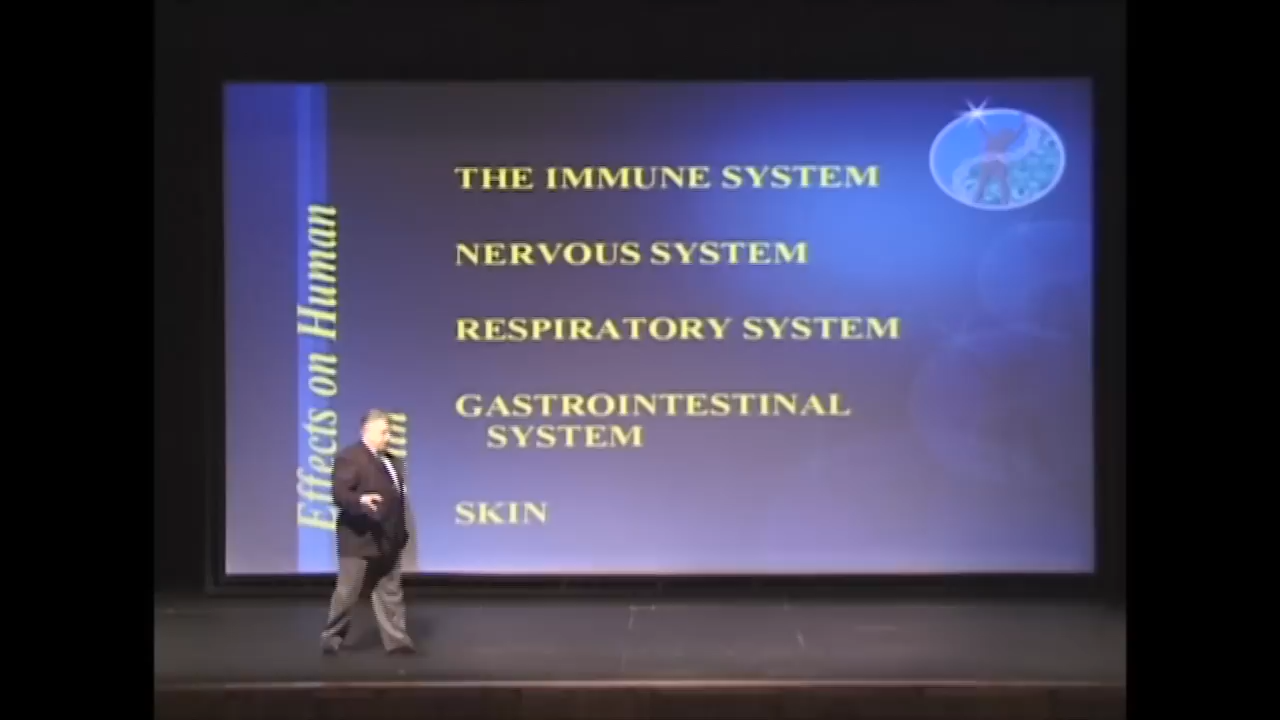 Effects on Human
THE IMMUNE SYSTEM
NERVOUS SYSTEM
RESPIRATORY SYSTEM
GASTROINTESTINAL
SYSTEM
SKIN